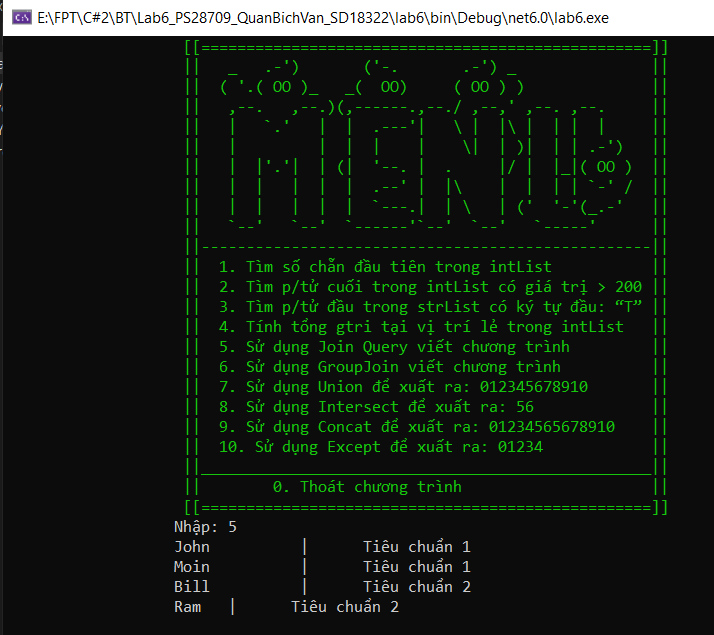 E:\FPT\C#2\BT\Lab6_PS28709_QuanBichVan_SD18322\lab6\bin\Debug\net6.0\lab6.exe
MENU
1. Tìm số chẵn đầu tiên trong intList
2. Tìm p/tử cuối trong intList có giá trị > 200
3. Tìm p/tử đầu trong strList có ký tự đầu: “T”
4. Tính tổng gtri tại vị trí lẻ trong intList
5. Sử dụng Join Query viết chương trình
6. Sử dụng GroupJoin viết chương trình
7. Sử dụng Union để xuất ra: 012345678910
8. Sử dụng Intersect để xuất ra: 56
9. Sử dụng Concat để xuất ra: 01234565678910
10. Sử dụng Except để xuất ra: 01234
0. Thoát chương trình
Nhập: 5
John | Tiêu chuẩn 1
Moin | Tiêu chuẩn 1
Bill | Tiêu chuẩn 2
Ram | Tiêu chuẩn 2